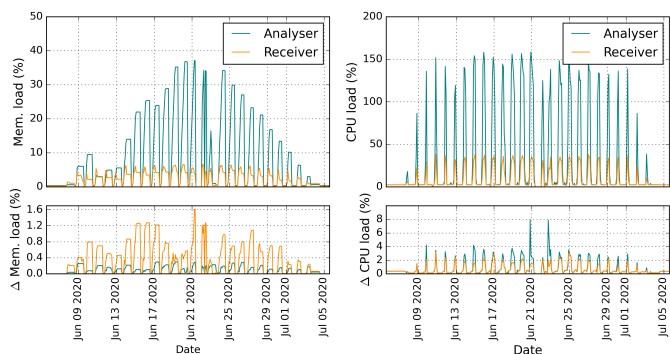 50
40
30
20
10
0
Mem. load (%)
Analyser
Receiver
1.6
1.2
0.8
0.4
0.0
Δ Mem. load (%)
Jun 09 2020
Jun 13 2020
Jun 17 2020
Jun 21 2020
Jun 25 2020
Jun 29 2020
Jul 01 2020
Jul 05 2020
Date
200
150
100
50
0
CPU load (%)
Analyser
Receiver
8
6
4
2
0
Δ CPU load (%)
Jun 09 2020
Jun 13 2020
Jun 17 2020
Jun 21 2020
Jun 25 2020
Jun 29 2020
Jul 01 2020
Jul 05 2020
Date